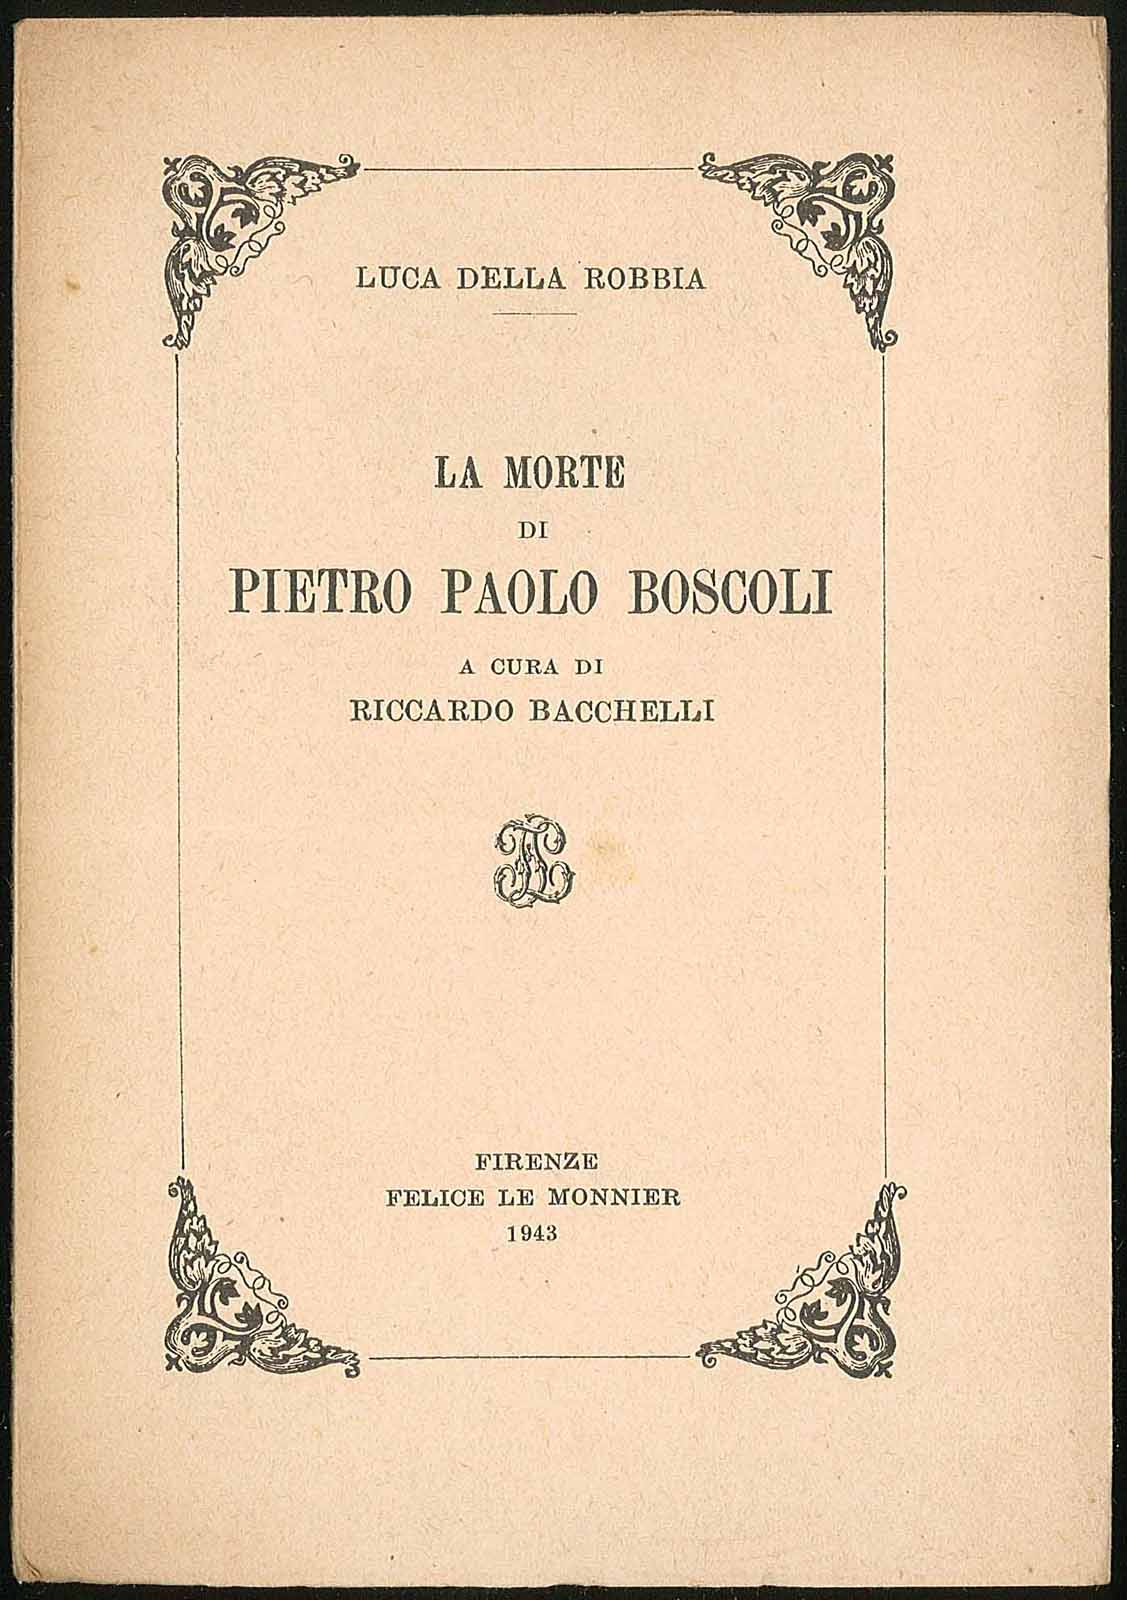 LUCA DELLA ROBBIA
LA MORTE
DI
PIETRO PAOLO BOSCOLI
A CURA DI
RICCARDO BACCHELLI
FIRENZE
FELICE LE MONNIER
1943